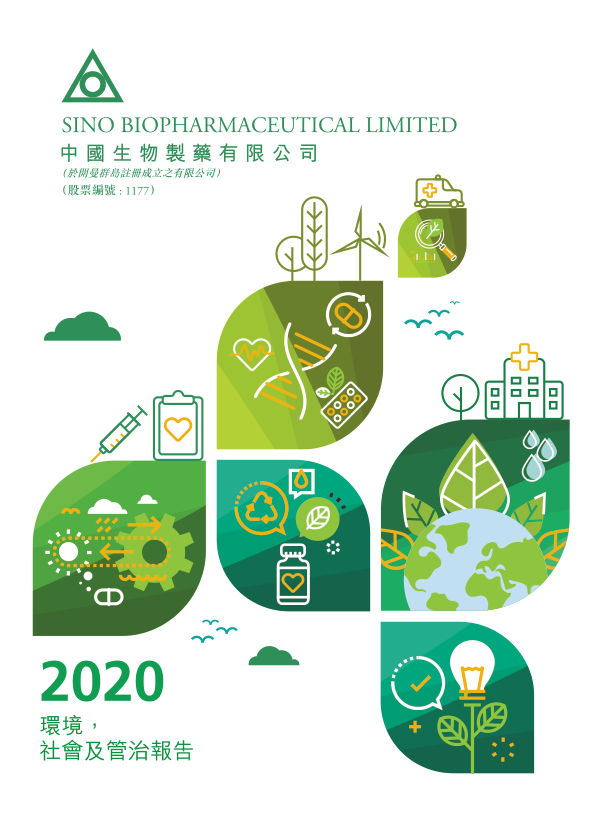 SINO BIOPHARMACEUTICAL LIMITED
中國生物製藥有限公司
(於開曼群島註冊成立之有限公司)
(股票編號 : 1177)
2020
環境，
社會及管治報告